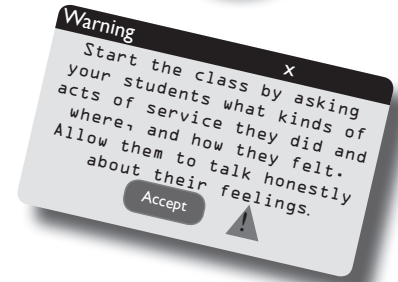 Warning
x
Start the class by asking
your students what kinds of
acts of service they did and
where, and how they felt.
Allow them to talk honestly
about their feelings.
Accept
!